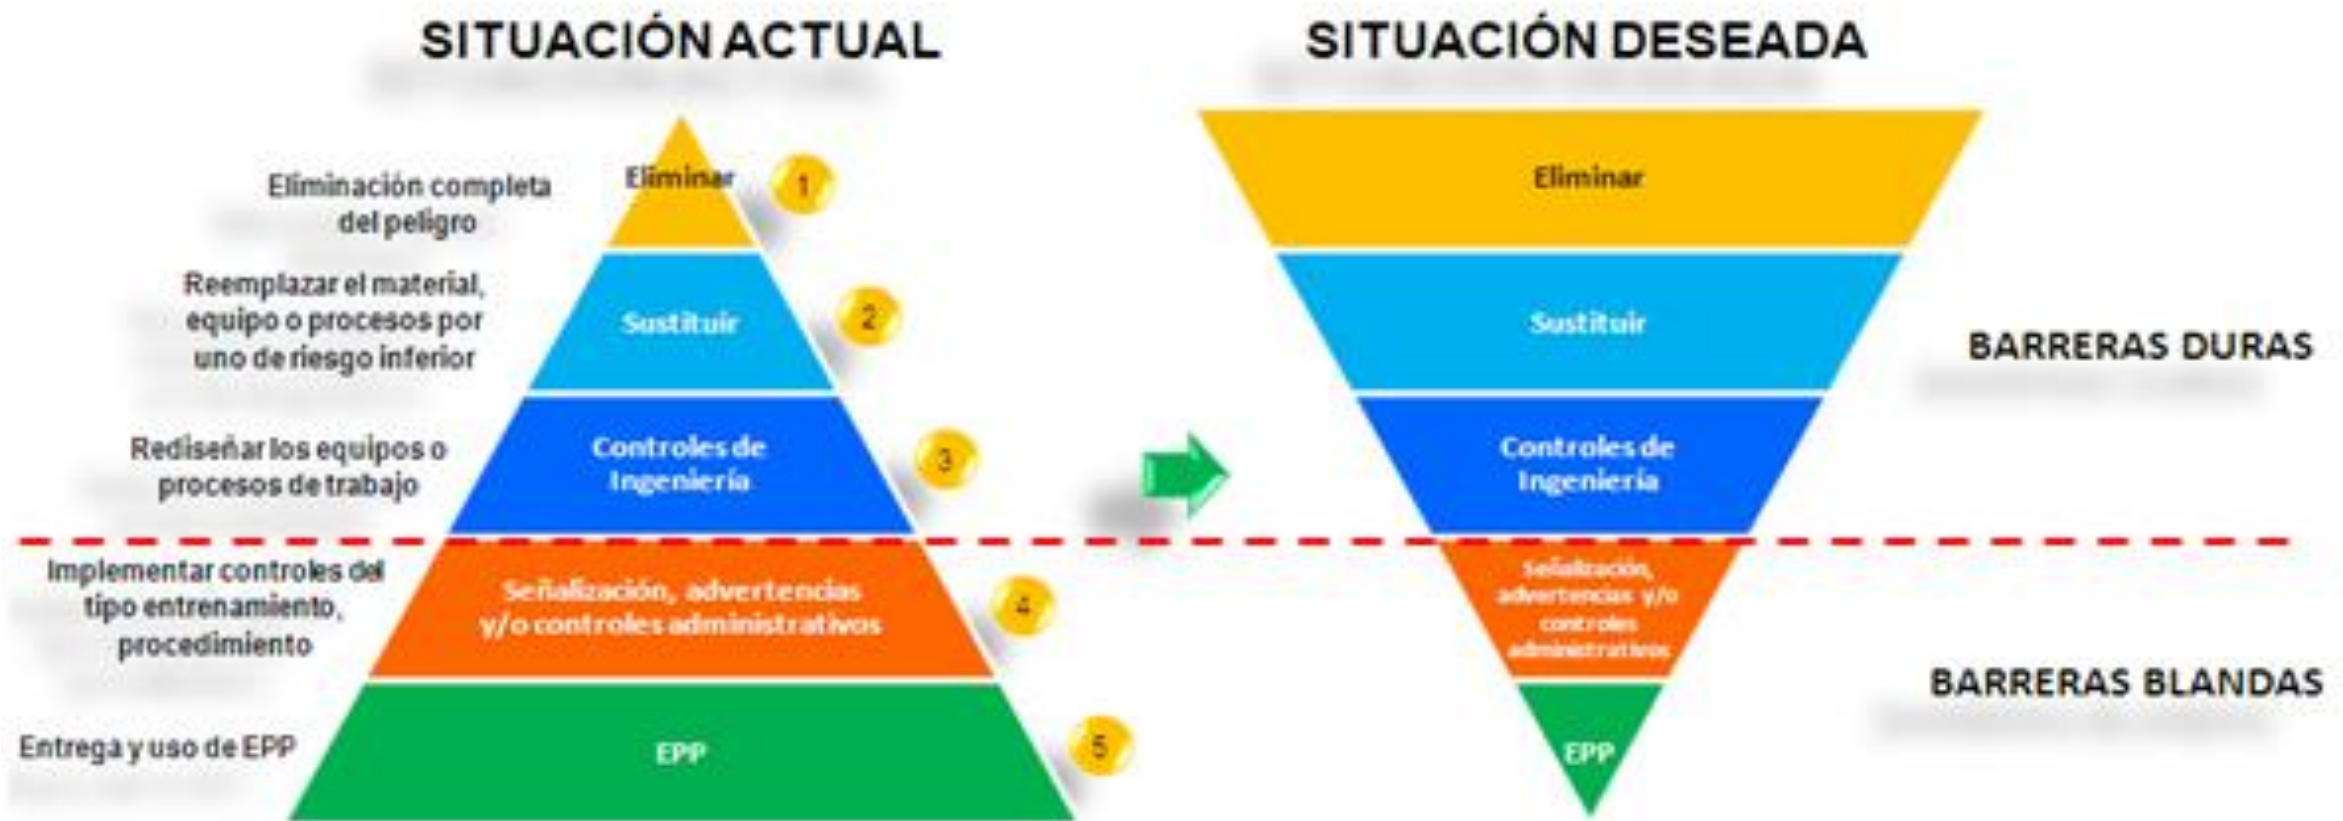 SITUACIÓN ACTUAL
Eliminación completa
del peligro
Eliminar
1
Reemplazar el material,
equipo o procesos por
uno de riesgo inferior
Sustituir
2
Rediseñar los equipos o
procesos de trabajo
Controles de
Ingeniería
3
Implementar controles del
tipo entrenamiento,
procedimiento
Señalización, advertencias
y/o controles administrativos
4
Entrega y uso de EPP
EPP
5
SITUACIÓN DESEADA
Eliminar
Sustituir
Controles de
Ingeniería
Señalización,
advertencias y/o
controles
administrativos
EPP
BARRERAS DURAS
BARRERAS BLANDAS